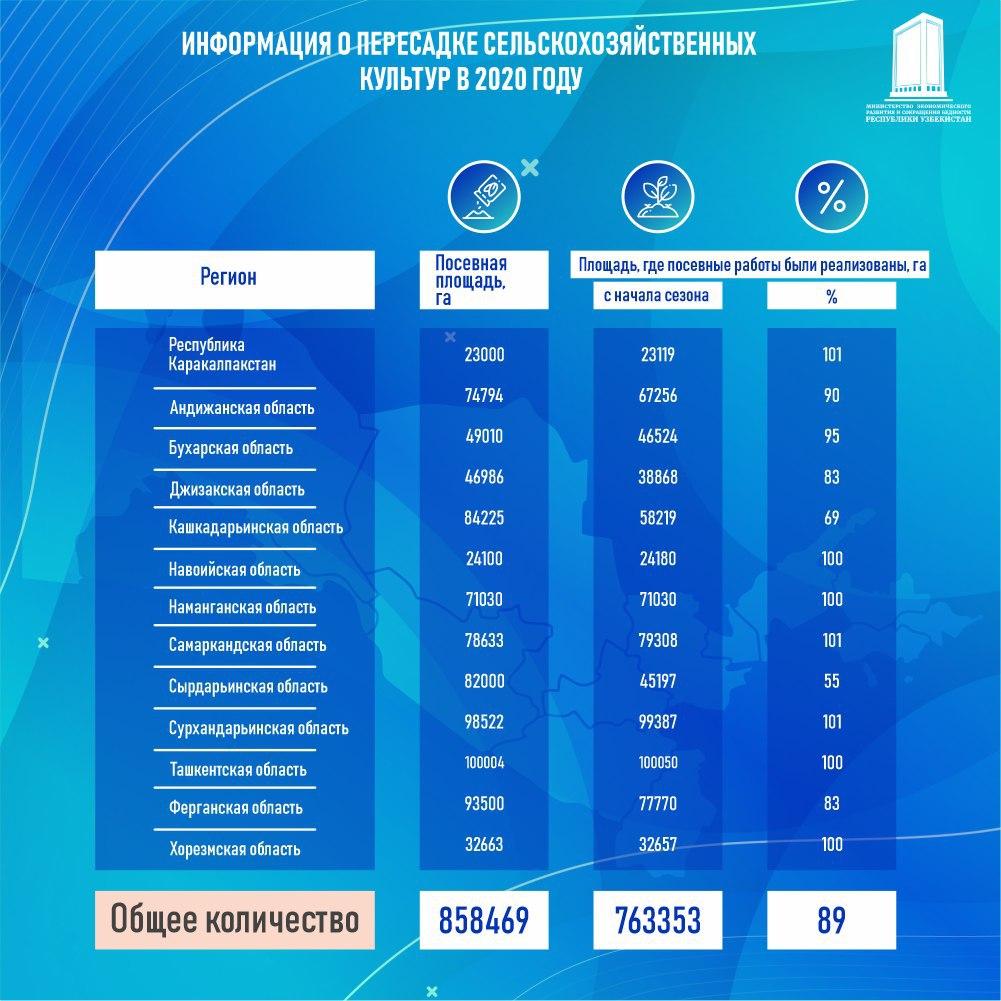 ИНФОРМАЦИЯ О ПЕРЕСАДКЕ СЕЛЬСКОХОЗЯЙСТВЕННЫХ
КУЛЬТУР В 2020 ГОДУ
МИНИСТЕРСТВО ЭКОНОМИЧЕСКОГО
РАЗВИТИЯ И СОКРАЩЕНИЯ БЕДНОСТИ
РЕСПУБЛИКИ УЗБЕКИСТАН
%
Регион
Посевная
площадь,
га
Площадь, где посевные работы были реализованы, га
с начала сезона
%
Республика
Каракалпакстан 23000 23119 101
Андижанская область 74794 67256 90
Бухарская область 49010 46524 95
Джизакская область 46986 38868 83
Кашкадарьинская область 84225 58219 69
Навоийская область 24100 24180 100
Наманганская область 71030 71030 100
Самаркандская область 78633 79308 101
Сырдарьинская область 82000 45197 55
Сурхандарьинская область 98522 99387 101
Ташкентская область 100004 100050 100
Ферганская область 93500 77770 83
Хорезмская область 32663 32657 100
Общее количество 858469 763353 89